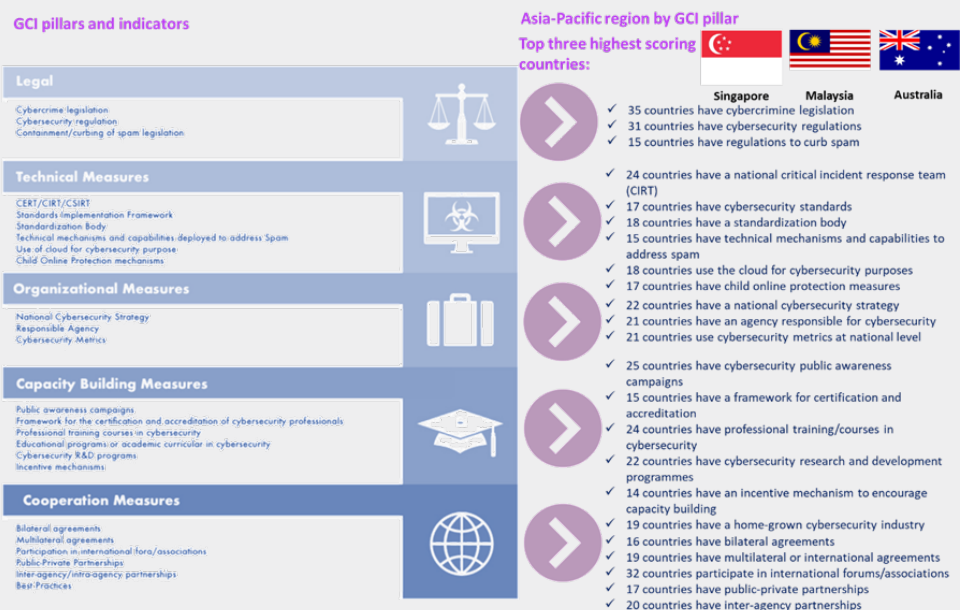 GCI pillars and indicators
Legal
Cybercrime legislation
Cybersecurity regulation
Containment/curbing of spam legislation
Technical Measures
CERT/CIRT/CSIRT
Standards Implementation Framework
Standardization Body
Technical mechanisms and capabilities deployed to address Spam
Use of cloud for cybersecurity purpose
Child Online Protection mechanisms
Organizational Measures
National Cybersecurity Strategy
Responsible Agency
Cybersecurity Metrics
Capacity Building Measures
Public awareness campaigns
Framework for the certification and accreditation of cybersecurity professionals
Professional training courses in cybersecurity
Educational programs or academic curricular in cybersecurity
Cybersecurity R&D programs
Incentive mechanisms
Cooperation Measures
Bilateral agreements
Multilateral agreements
Participation in international fora/associations
Public-Private Partnerships
Inter-agency/intra-agency partnerships
Best Practices
Asia-Pacific region by GCI pillar
Top three highest scoring
countries:
Singapore
Malaysia
Australia
✓ 35 countries have cybercrimine legislation
✓ 31 countries have cybersecurity regulations
✓ 15 countries have regulations to curb spam
✓ 24 countries have a national critical incident response team
(CIRT)
✓ 17 countries have cybersecurity standards
✓ 18 countries have a standardization body
✓ 15 countries have technical mechanisms and capabilities to
address spam
✓ 18 countries use the cloud for cybersecurity purposes
✓ 17 countries have child online protection measures
✓ 22 countries have a national cybersecurity strategy
✓ 21 countries have an agency responsible for cybersecurity
✓ 21 countries use cybersecurity metrics at national level
✓ 25 countries have cybersecurity public awareness
campaigns
✓ 15 countries have a framework for certification and
accreditation
✓ 24 countries have professional training/courses in
cybersecurity
✓ 22 countries have cybersecurity research and development
programmes
✓ 14 countries have an incentive mechanism to encourage
capacity building
✓ 19 countries have a home-grown cybersecurity industry
✓ 16 countries have bilateral agreements
✓ 19 countries have multilateral or international agreements
✓ 32 countries participate in international forums/associations
✓ 17 countries have public-private partnerships
✓ 20 countries have inter-agency partnerships